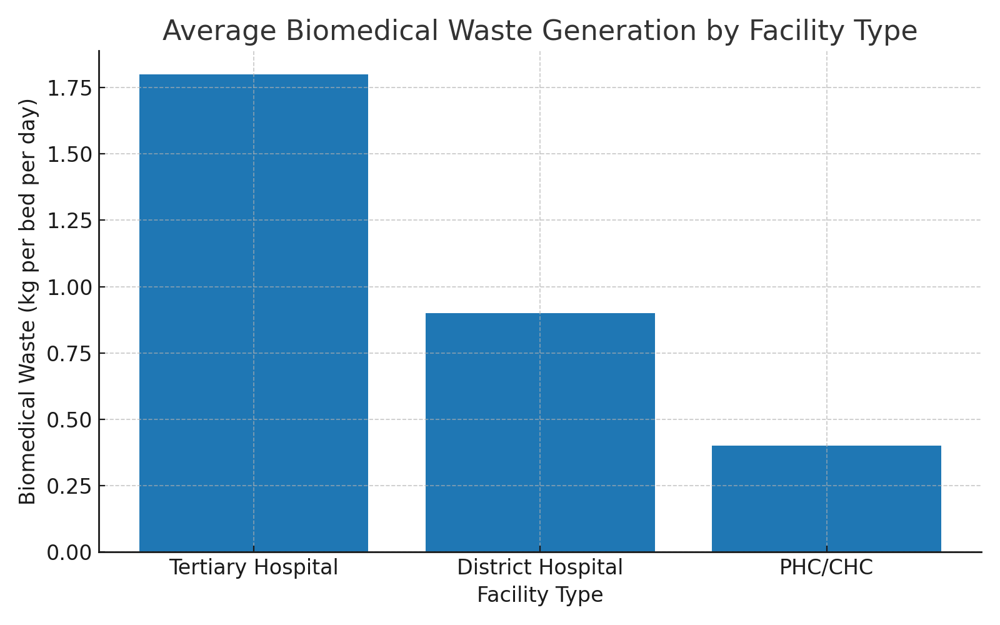 Average Biomedical Waste Generation by Facility Type
Biomedical Waste (kg per bed per day)
1.75
1.50
1.25
1.00
0.75
0.50
0.25
0.00
Tertiary Hospital
District Hospital
PHC/CHC
Facility Type